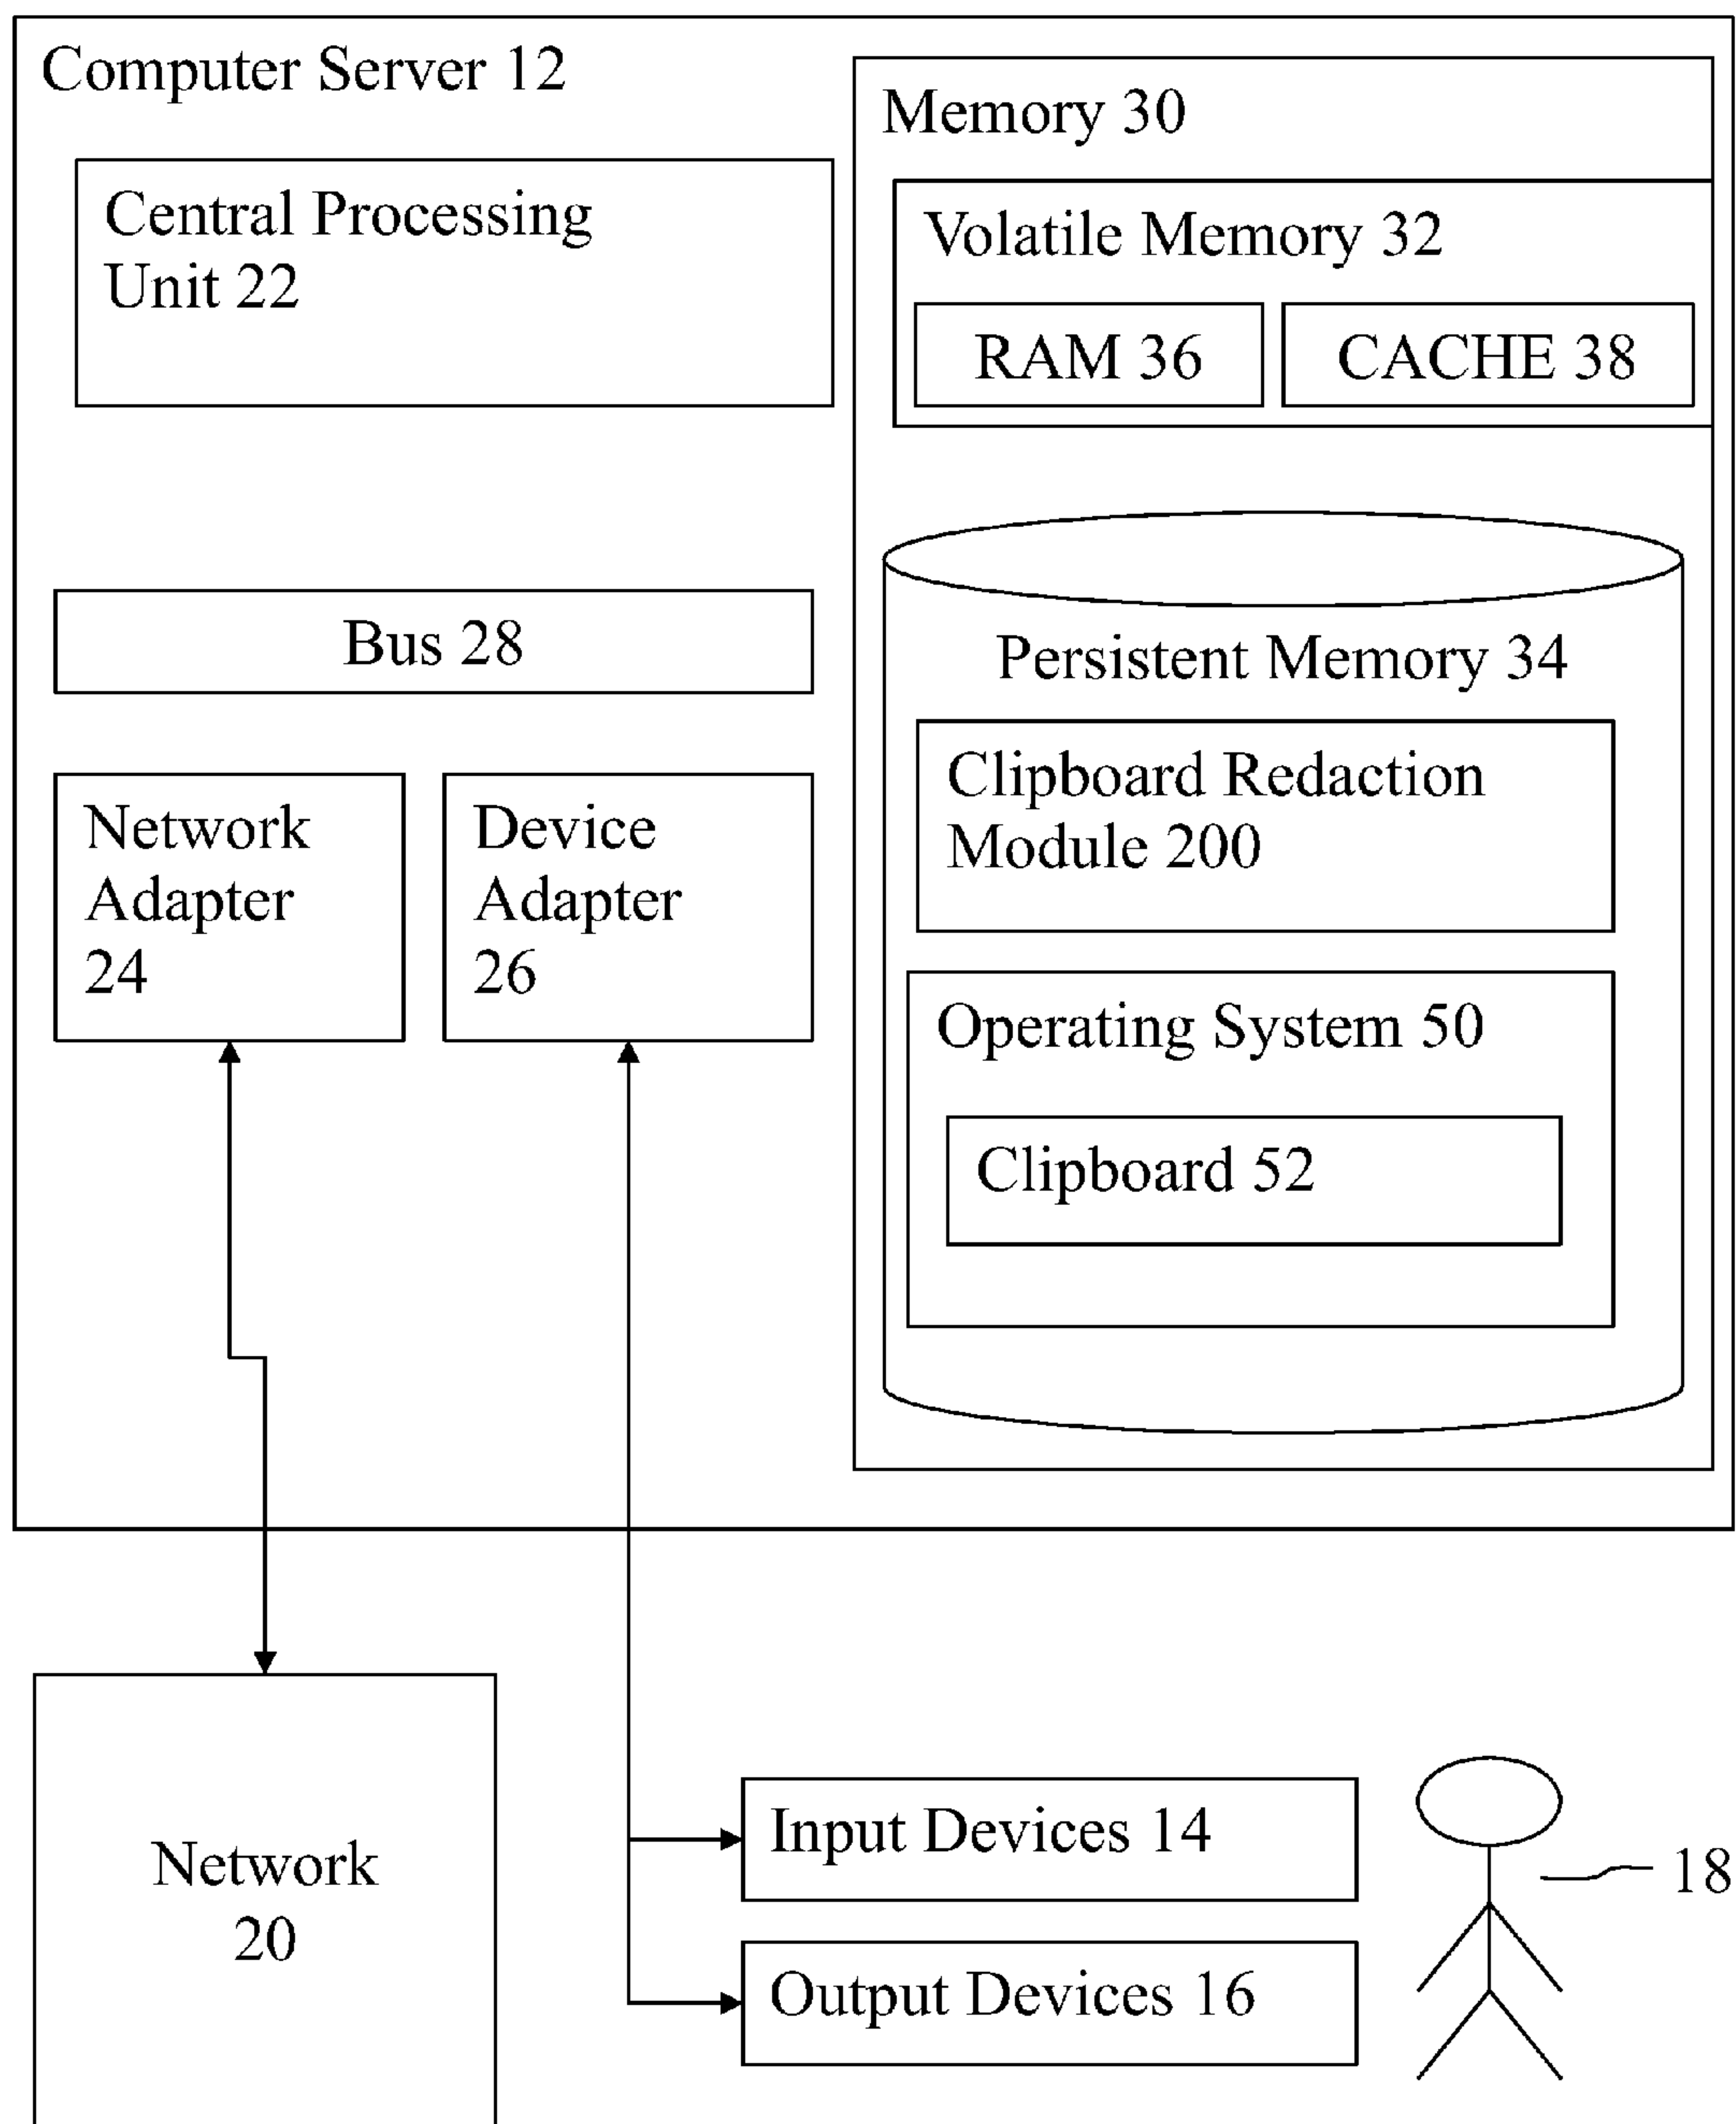 Computer Server 12
Central Processing
Unit 22
Bus 28
Network
Adapter
24
Device
Adapter
26
Memory 30
Volatile Memory 32
RAM 36
CACHE 38
Persistent Memory 34
Clipboard Redaction
Module 200
Operating System 50
Clipboard 52
Network
20
Input Devices 14
Output Devices 16
18